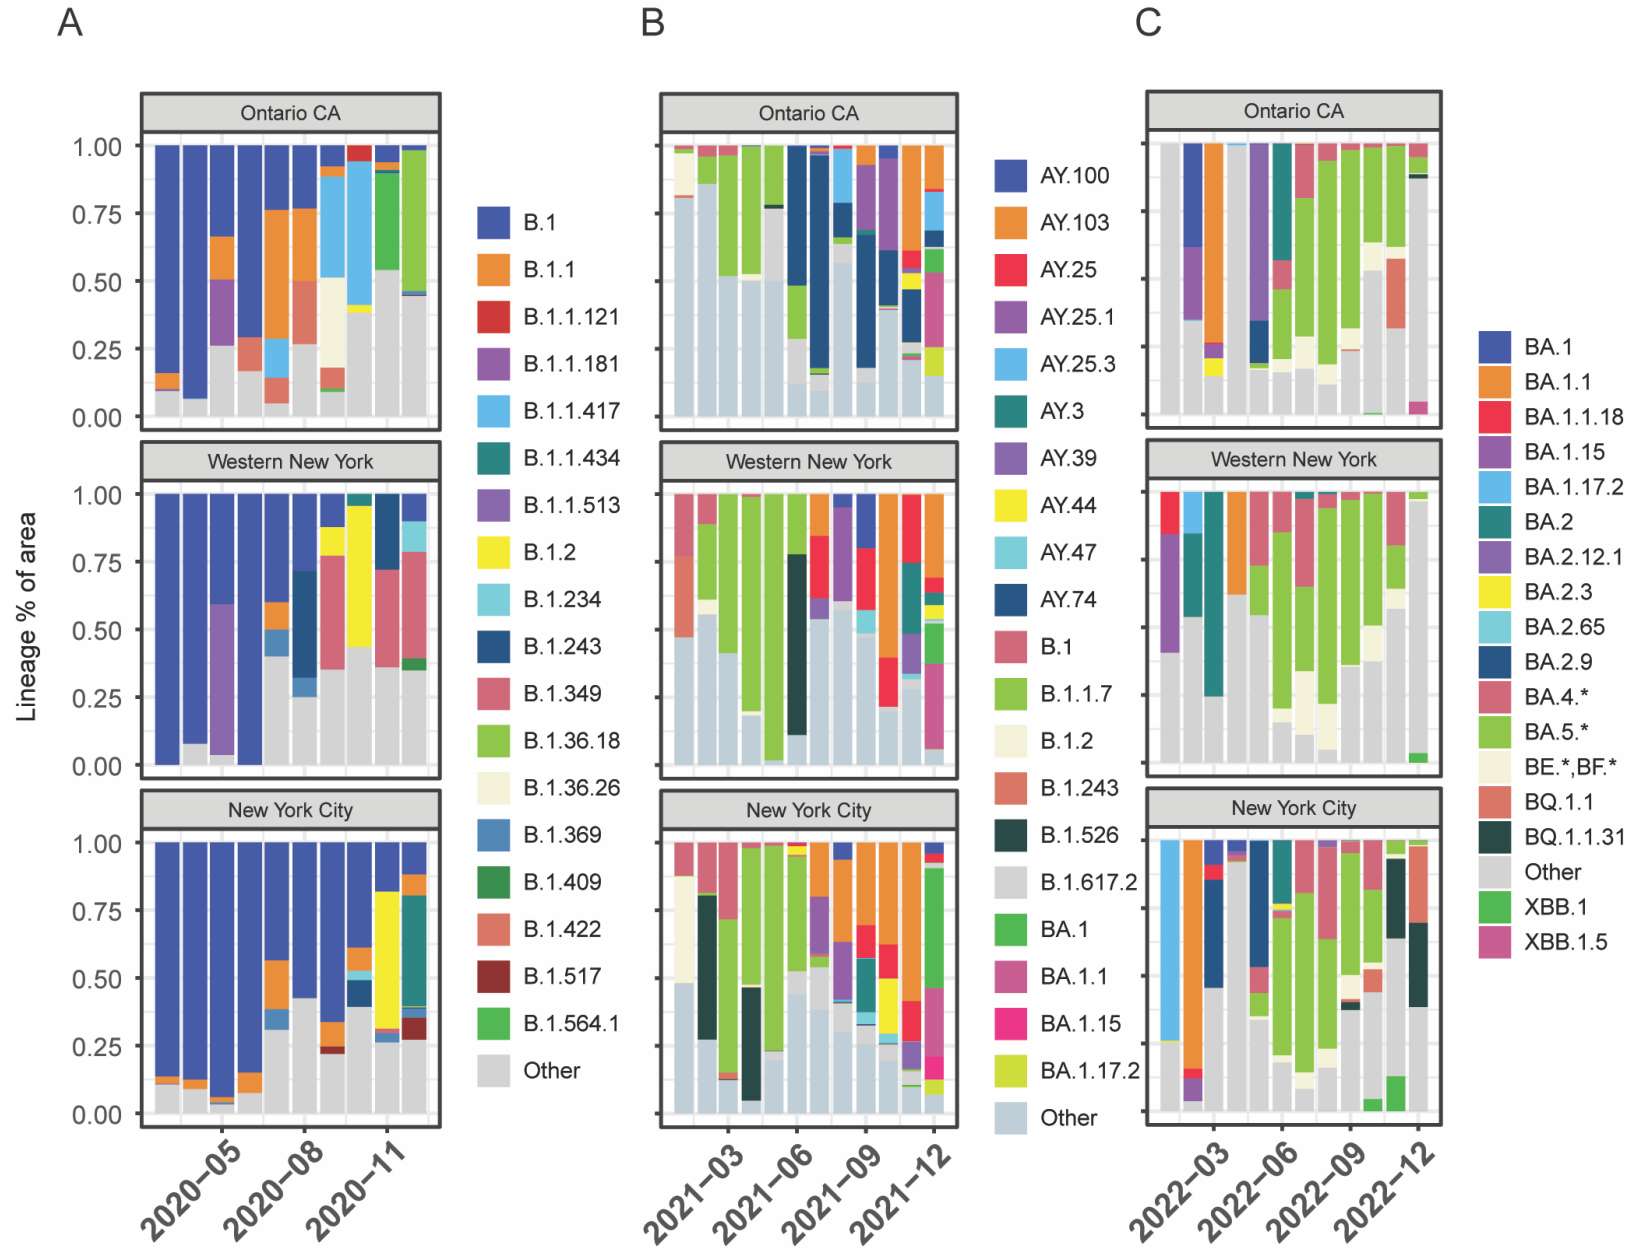 A
B
C
Lineage % of area
Ontario CA
1.00
0.75
0.50
0.25
0.00
Western New York
1.00
0.75
0.50
0.25
0.00
New York City
1.00
0.75
0.50
0.25
0.00
2020-05
2020-08
2020-11
B.1
B.1.1
B.1.1.121
B.1.1.181
B.1.1.417
B.1.1.434
B.1.1.513
B.1.2
B.1.234
B.1.243
B.1.349
B.1.36.18
B.1.36.26
B.1.369
B.1.409
B.1.422
B.1.517
B.1.564.1
Other
Ontario CA
Western New York
New York City
2021-03
2021-06
2021-09
2021-12
AY.100
AY.103
AY.25
AY.25.1
AY.25.3
AY.3
AY.39
AY.44
AY.47
AY.74
B.1
B.1.1.7
B.1.2
B.1.243
B.1.526
B.1.617.2
BA.1
BA.1.1
BA.1.15
BA.1.17.2
Other
Ontario CA
Western New York
New York City
2022-03
2022-06
2022-09
2022-12
BA.1
BA.1.1
BA.1.1.18
BA.1.15
BA.1.17.2
BA.2
BA.2.12.1
BA.2.3
BA.2.65
BA.2.9
BA.4.*
BA.5.*
BE.*,BF.*
BQ.1.1
BQ.1.1.31
Other
XBB.1
XBB.1.5